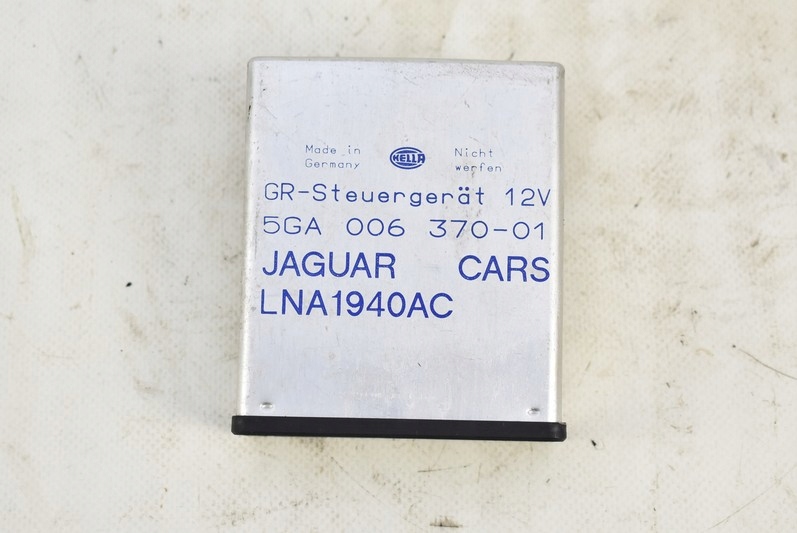 Made in Germany
HELLA
Nicht werfen
GR-Steuergerät 12V
5GA 006 370-01
JAGUAR CARS
LNA1940AC